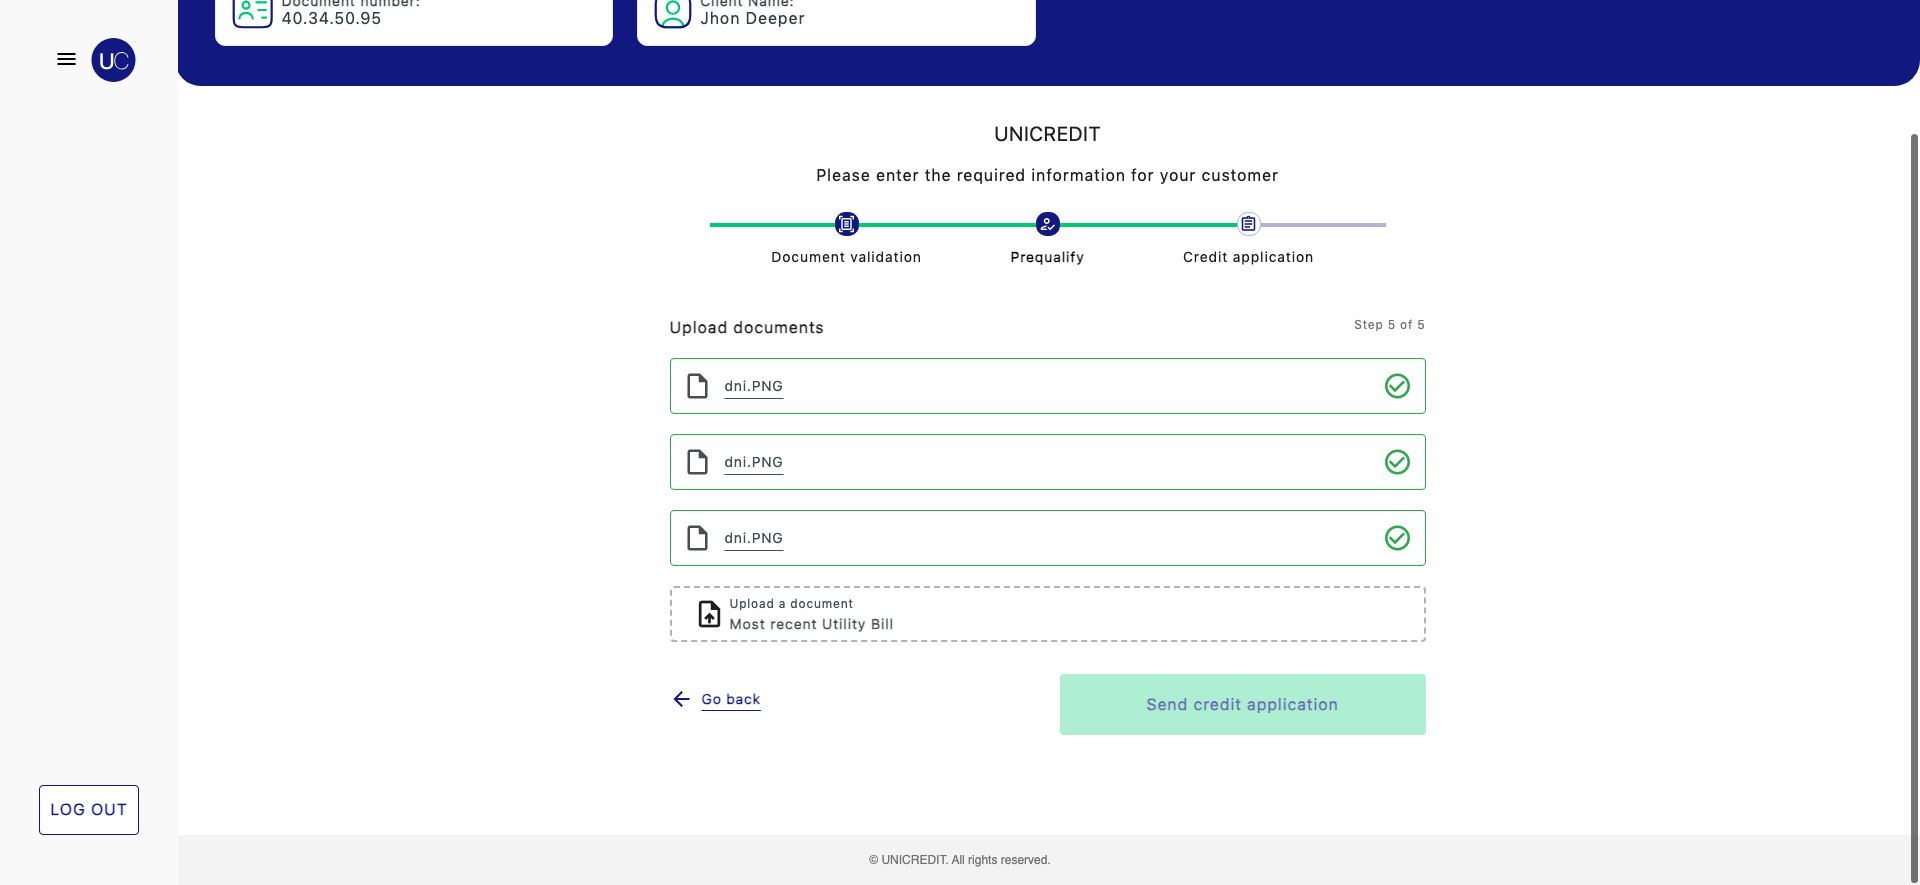 Document number:
40.34.50.95
Client Name:
Jhon Deeper
UC
UNICREDIT
Please enter the required information for your customer
Document validation
Prequalify
Credit application
Upload documents
Step 5 of 5
dni.PNG
dni.PNG
dni.PNG
Upload a document
Most recent Utility Bill
Go back
Send credit application
LOG OUT
© UNICREDIT. All rights reserved.